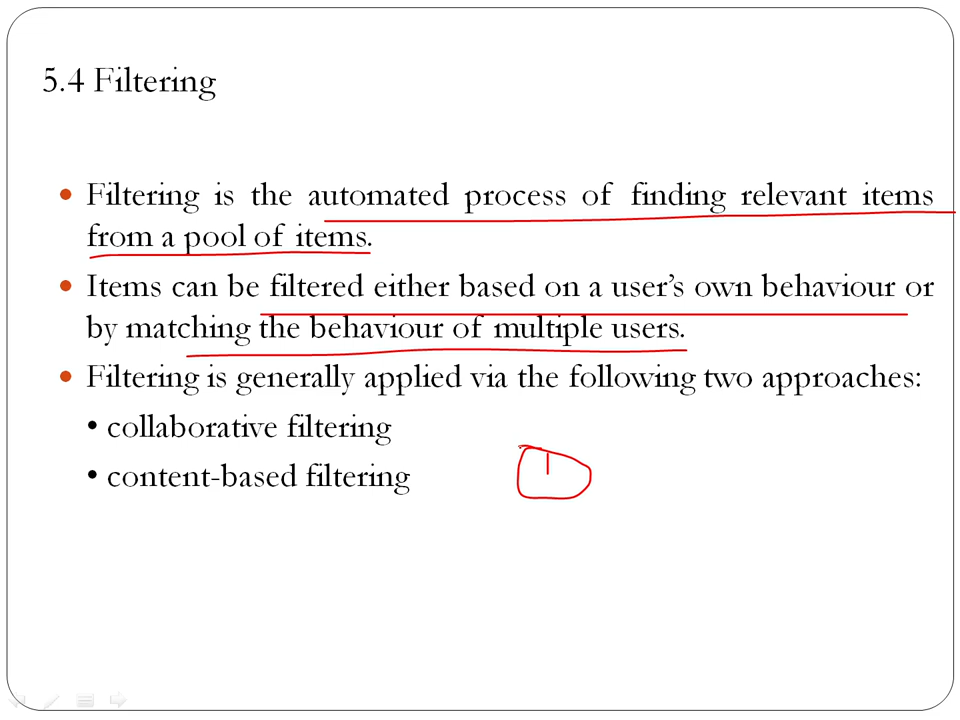 5.4 Filtering
• Filtering is the automated process of finding relevant items
from a pool of items.
• Items can be filtered either based on a user’s own behaviour or
by matching the behaviour of multiple users.
• Filtering is generally applied via the following two approaches:
• collaborative filtering
• content-based filtering